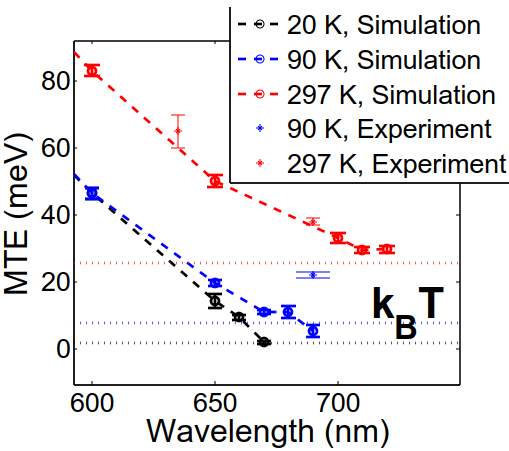 20 K, Simulation
90 K, Simulation
297 K, Simulation
90 K, Experiment
297 K, Experiment
80
60
40
20
0
MTE (meV)
k_BT
600 650 700
Wavelength (nm)